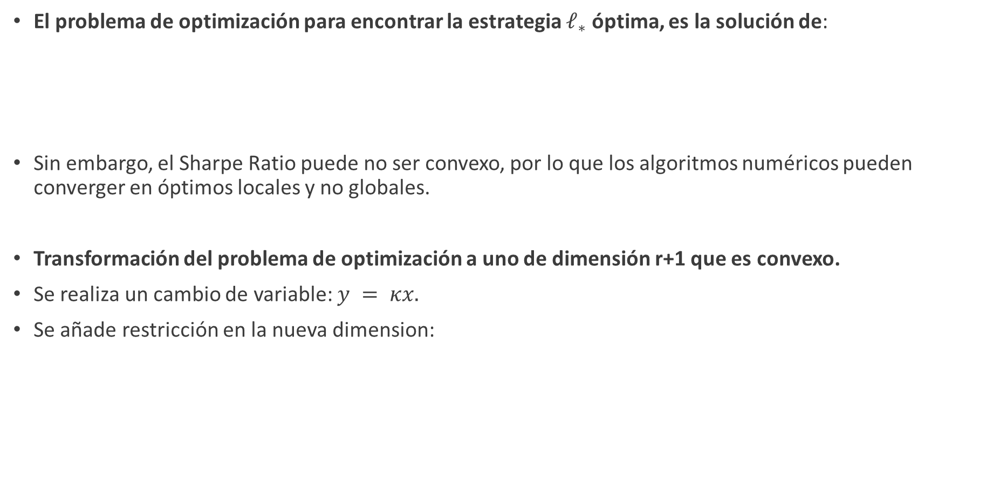 • El problema de optimización para encontrar la estrategia ℓ∗ óptima, es la solución de:
• Sin embargo, el Sharpe Ratio puede no ser convexo, por lo que los algoritmos numéricos pueden
converger en óptimos locales y no globales.
• Transformación del problema de optimización a uno de dimensión r+1 que es convexo.
• Se realiza un cambio de variable: y = κx.
• Se añade restricción en la nueva dimension: